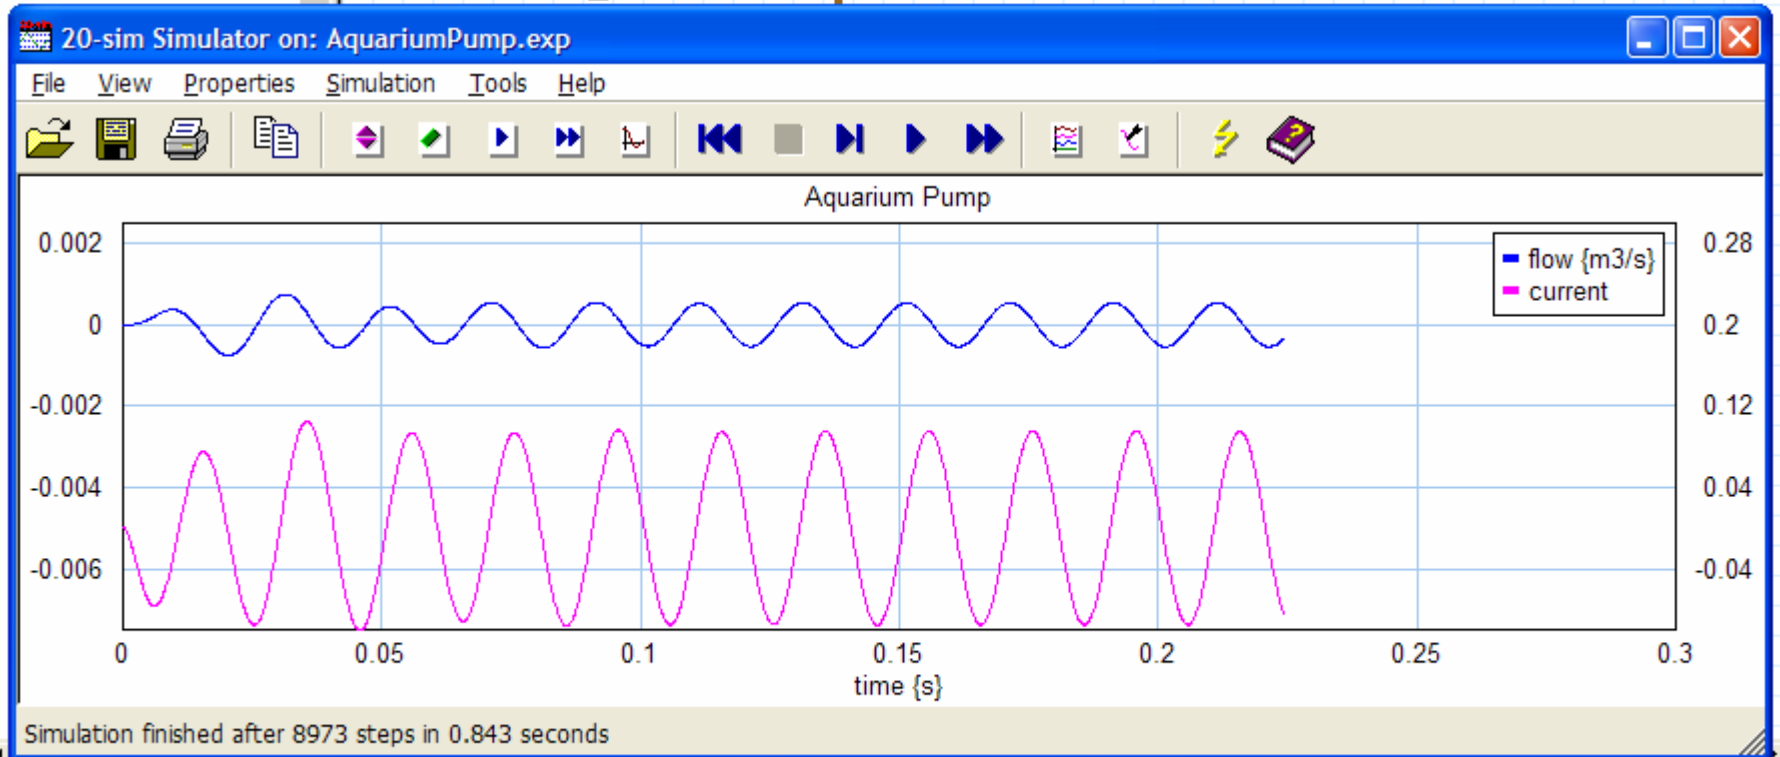 20-sim Simulator on: AquariumPump.exp
File View Properties Simulation Tools Help
Aquarium Pump
0.002
0
-0.002
-0.004
-0.006
flow {m3/s}
current
0.28
0.2
0.12
0.04
-0.04
0 0.05 0.1 0.15 0.2 0.25 0.3
time {s}
Simulation finished after 8973 steps in 0.843 seconds